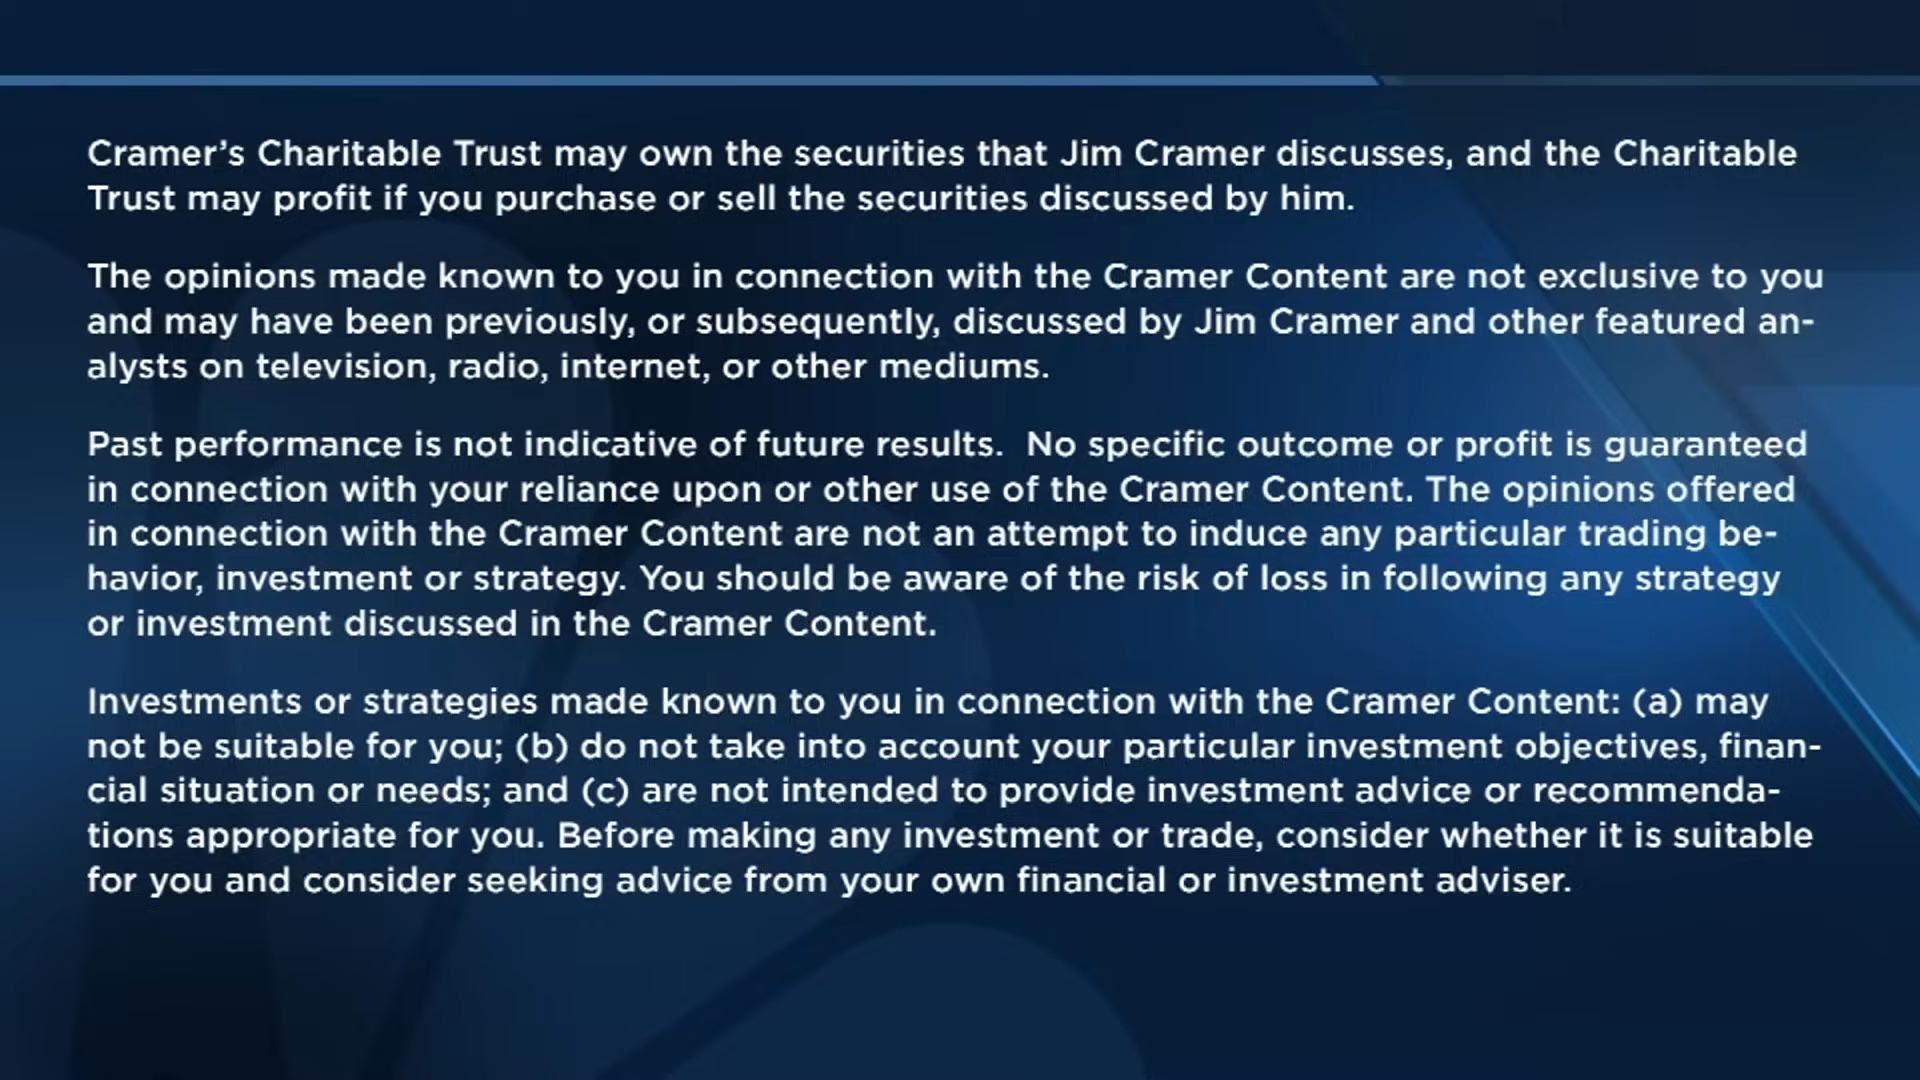 Cramer’s Charitable Trust may own the securities that Jim Cramer discusses, and the Charitable
Trust may profit if you purchase or sell the securities discussed by him.
The opinions made known to you in connection with the Cramer Content are not exclusive to you
and may have been previously, or subsequently, discussed by Jim Cramer and other featured an-
alysts on television, radio, internet, or other mediums.
Past performance is not indicative of future results.  No specific outcome or profit is guaranteed
in connection with your reliance upon or other use of the Cramer Content. The opinions offered
in connection with the Cramer Content are not an attempt to induce any particular trading be-
havior, investment or strategy. You should be aware of the risk of loss in following any strategy
or investment discussed in the Cramer Content.
Investments or strategies made known to you in connection with the Cramer Content: (a) may
not be suitable for you; (b) do not take into account your particular investment objectives, finan-
cial situation or needs; and (c) are not intended to provide investment advice or recommenda-
tions appropriate for you. Before making any investment or trade, consider whether it is suitable
for you and consider seeking advice from your own financial or investment adviser.